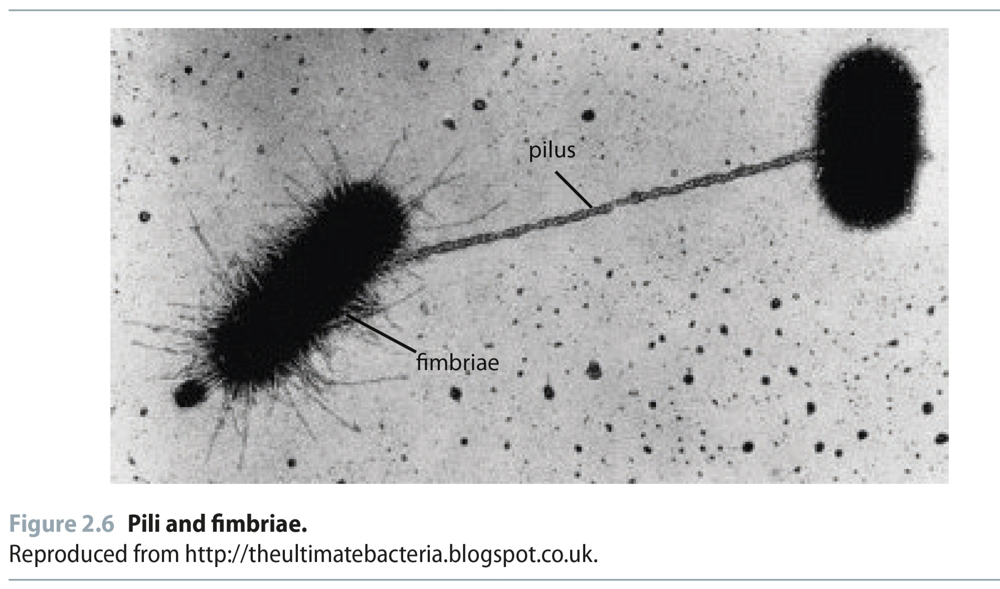 pilus
fimbriae
Figure 2.6 Pili and fimbriae.
Reproduced from http://theultimatebacteria.blogspot.co.uk.